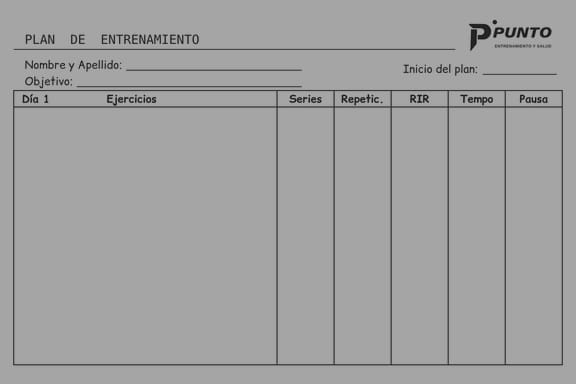 PUNTO
ENTRENAMIENTO Y SALUD
PLAN DE ENTRENAMIENTO
Nombre y Apellido:
Inicio del plan:
Objetivo:
Día 1 Ejercicios Series Repetic. RIR Tempo Pausa